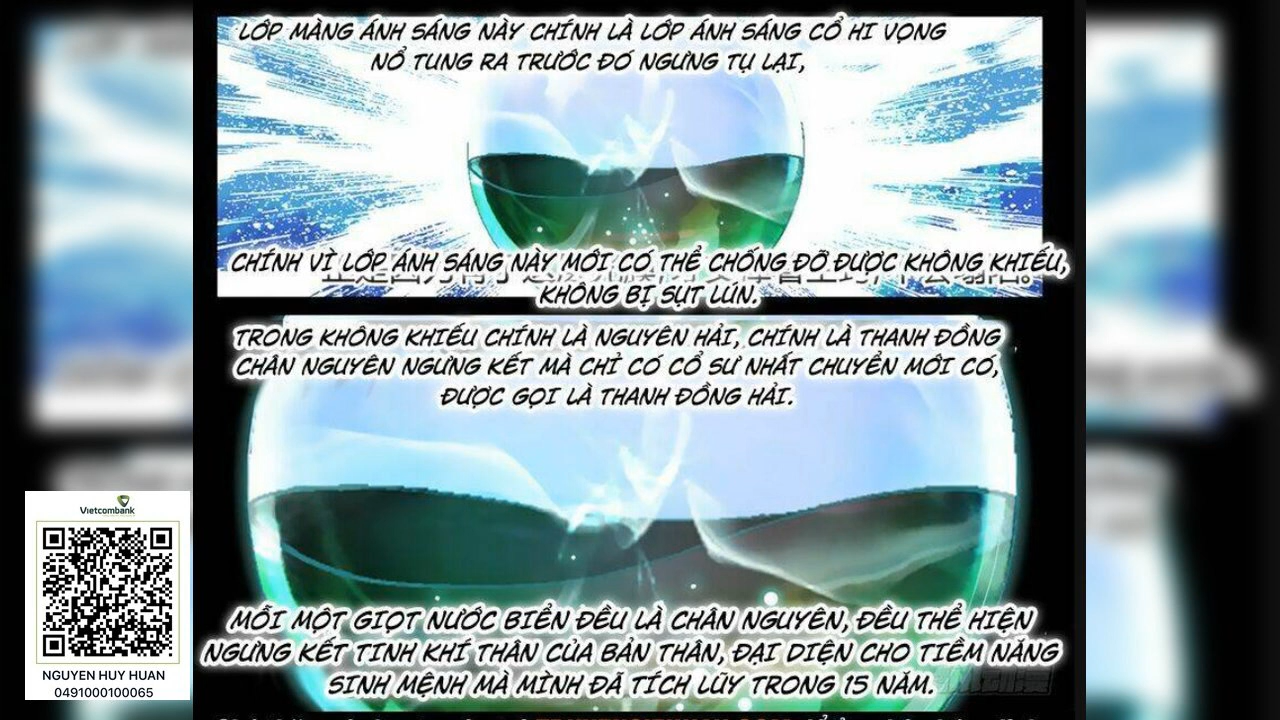 LỚP MÀNG ÁNH SÁNG NÀY CHÍNH LÀ LỚP ÁNH SÁNG CỔ HI VỌNG
NỔ TUNG RA TRƯỚC ĐÓ NGƯNG TỤ LẠI,
CHÍNH VÌ LỚP ÁNH SÁNG NÀY MỚI CÓ THỂ CHỐNG ĐỠ ĐƯỢC KHÔNG KHIẾU,
KHÔNG BỊ SỤT LÚN.
TRONG KHÔNG KHIẾU CHÍNH LÀ NGUYÊN HẢI, CHÍNH LÀ THANH ĐỒNG
CHÂN NGUYÊN NGƯNG KẾT MÀ CHỈ CÓ CỔ SƯ NHẤT CHUYỂN MỚI CÓ,
ĐƯỢC GỌI LÀ THANH ĐỒNG HẢI.
MỖI MỘT GIỌT NƯỚC BIỂN ĐỀU LÀ CHÂN NGUYÊN, ĐỀU THỂ HIỆN
NGƯNG KẾT TINH KHÍ THẦN CỦA BẢN THÂN, ĐẠI DIỆN CHO TIỀM NĂNG
SINH MỆNH MÀ MÌNH ĐÃ TÍCH LŨY TRONG 15 NĂM.
Vietcombank
NGUYEN HUY HUAN
0491000100065